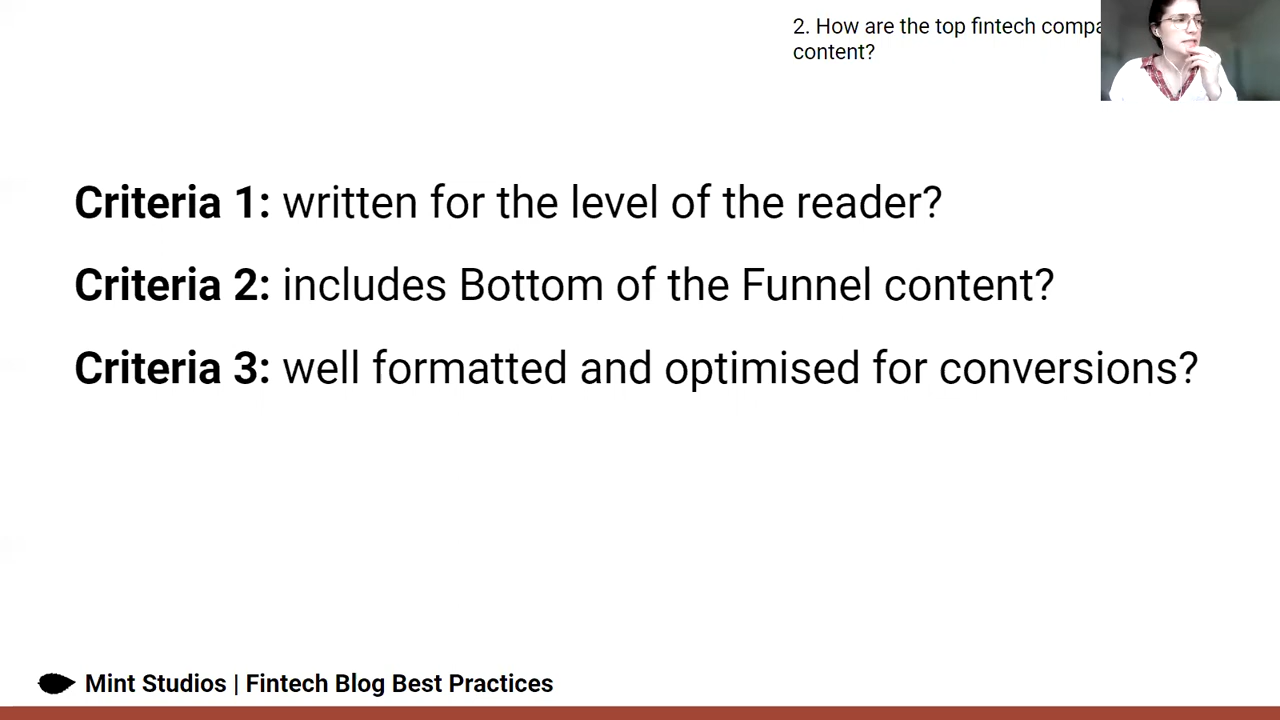 2. How are the top fintech
content?
Criteria 1: written for the level of the reader?
Criteria 2: includes Bottom of the Funnel content?
Criteria 3: well formatted and optimised for conversions?
Mint Studios | Fintech Blog Best Practices